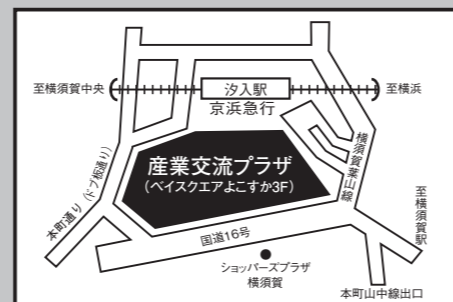 至横須賀中央
汐入駅
京浜急行
至横浜
産業交流プラザ
（ベイスクエアよこすか3F）
横須賀葉山線
本町通り（ドブ板通り）
国道16号
至横須賀駅
ショッパーズプラザ
横須賀
本町山中線出口